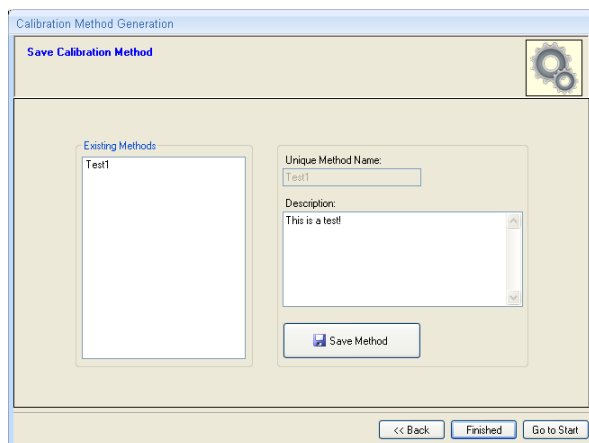 Calibration Method Generation
Save Calibration Method
Existing Methods
Test1
Unique Method Name:
Test1
Description:
This is a test!
Save Method
<< Back
Finished
Go to Start